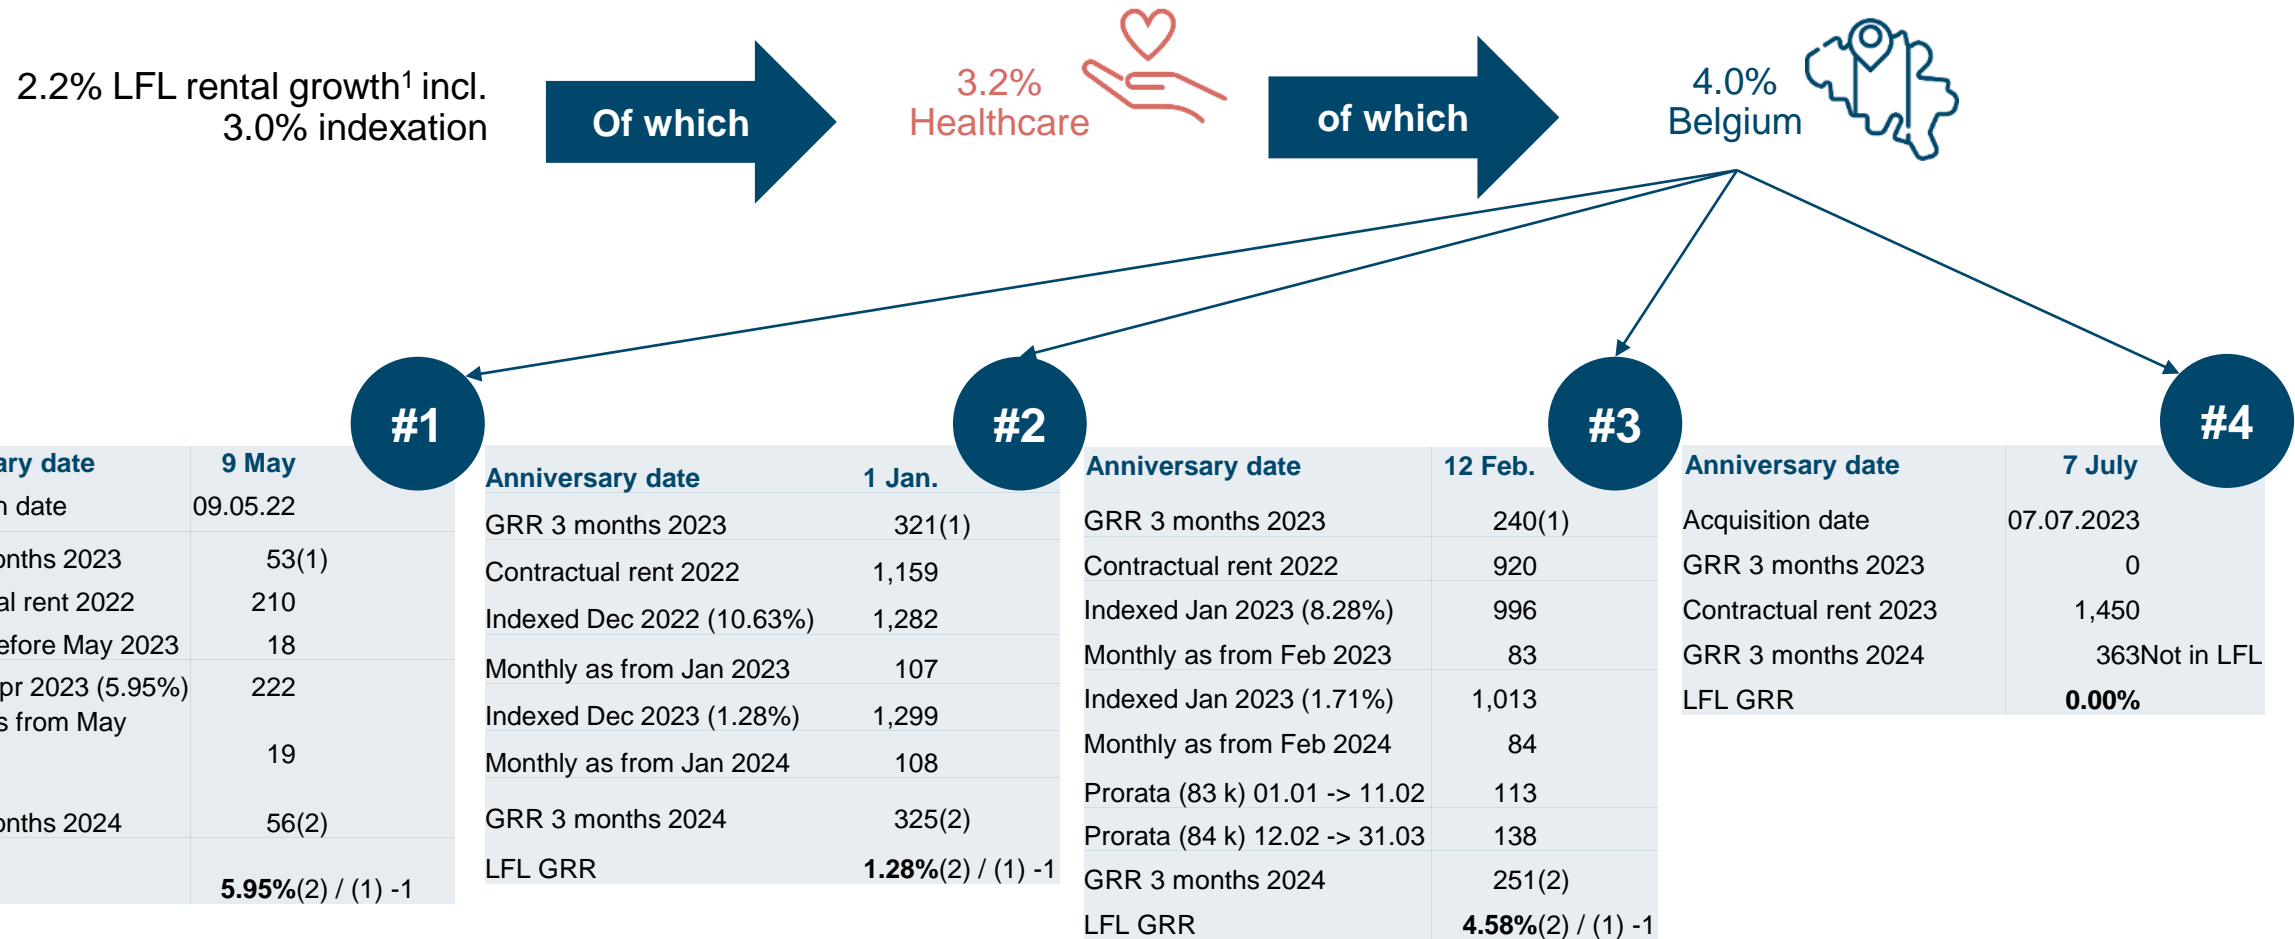 2.2% LFL rental growth¹ incl.
3.0% indexation
Of which
3.2%
Healthcare
of which
4.0%
Belgium
#1
#2
#3
#4
ary date 9 May
n date 09.05.22
onths 2023 53(1)
al rent 2022 210
efore May 2023 18
pr 2023 (5.95%) 222
s from May
19
onths 2024 56(2)
5.95%(2) / (1) -1
Anniversary date 1 Jan.
GRR 3 months 2023 321(1)
Contractual rent 2022 1,159
Indexed Dec 2022 (10.63%) 1,282
Monthly as from Jan 2023 107
Indexed Dec 2023 (1.28%) 1,299
Monthly as from Jan 2024 108
GRR 3 months 2024 325(2)
LFL GRR 1.28%(2) / (1) -1
Anniversary date 12 Feb.
GRR 3 months 2023 240(1)
Contractual rent 2022 920
Indexed Jan 2023 (8.28%) 996
Monthly as from Feb 2023 83
Indexed Jan 2023 (1.71%) 1,013
Monthly as from Feb 2024 84
Prorata (83 k) 01.01 -> 11.02 113
Prorata (84 k) 12.02 -> 31.03 138
GRR 3 months 2024 251(2)
LFL GRR 4.58%(2) / (1) -1
Anniversary date 7 July
Acquisition date 07.07.2023
GRR 3 months 2023 0
Contractual rent 2023 1,450
GRR 3 months 2024 363Not in LFL
LFL GRR 0.00%